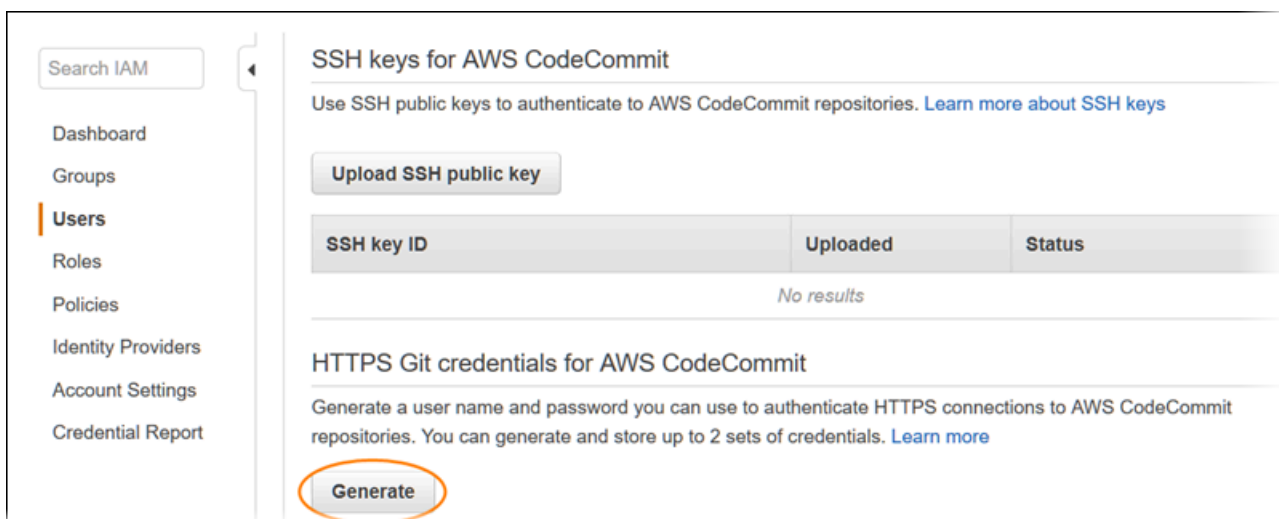 Search IAM
Dashboard
Groups
Users
Roles
Policies
Identity Providers
Account Settings
Credential Report
SSH keys for AWS CodeCommit
Use SSH public keys to authenticate to AWS CodeCommit repositories. Learn more about SSH keys
Upload SSH public key
SSH key ID Uploaded Status
No results
HTTPS Git credentials for AWS CodeCommit
Generate a user name and password you can use to authenticate HTTPS connections to AWS CodeCommit
repositories. You can generate and store up to 2 sets of credentials. Learn more
Generate